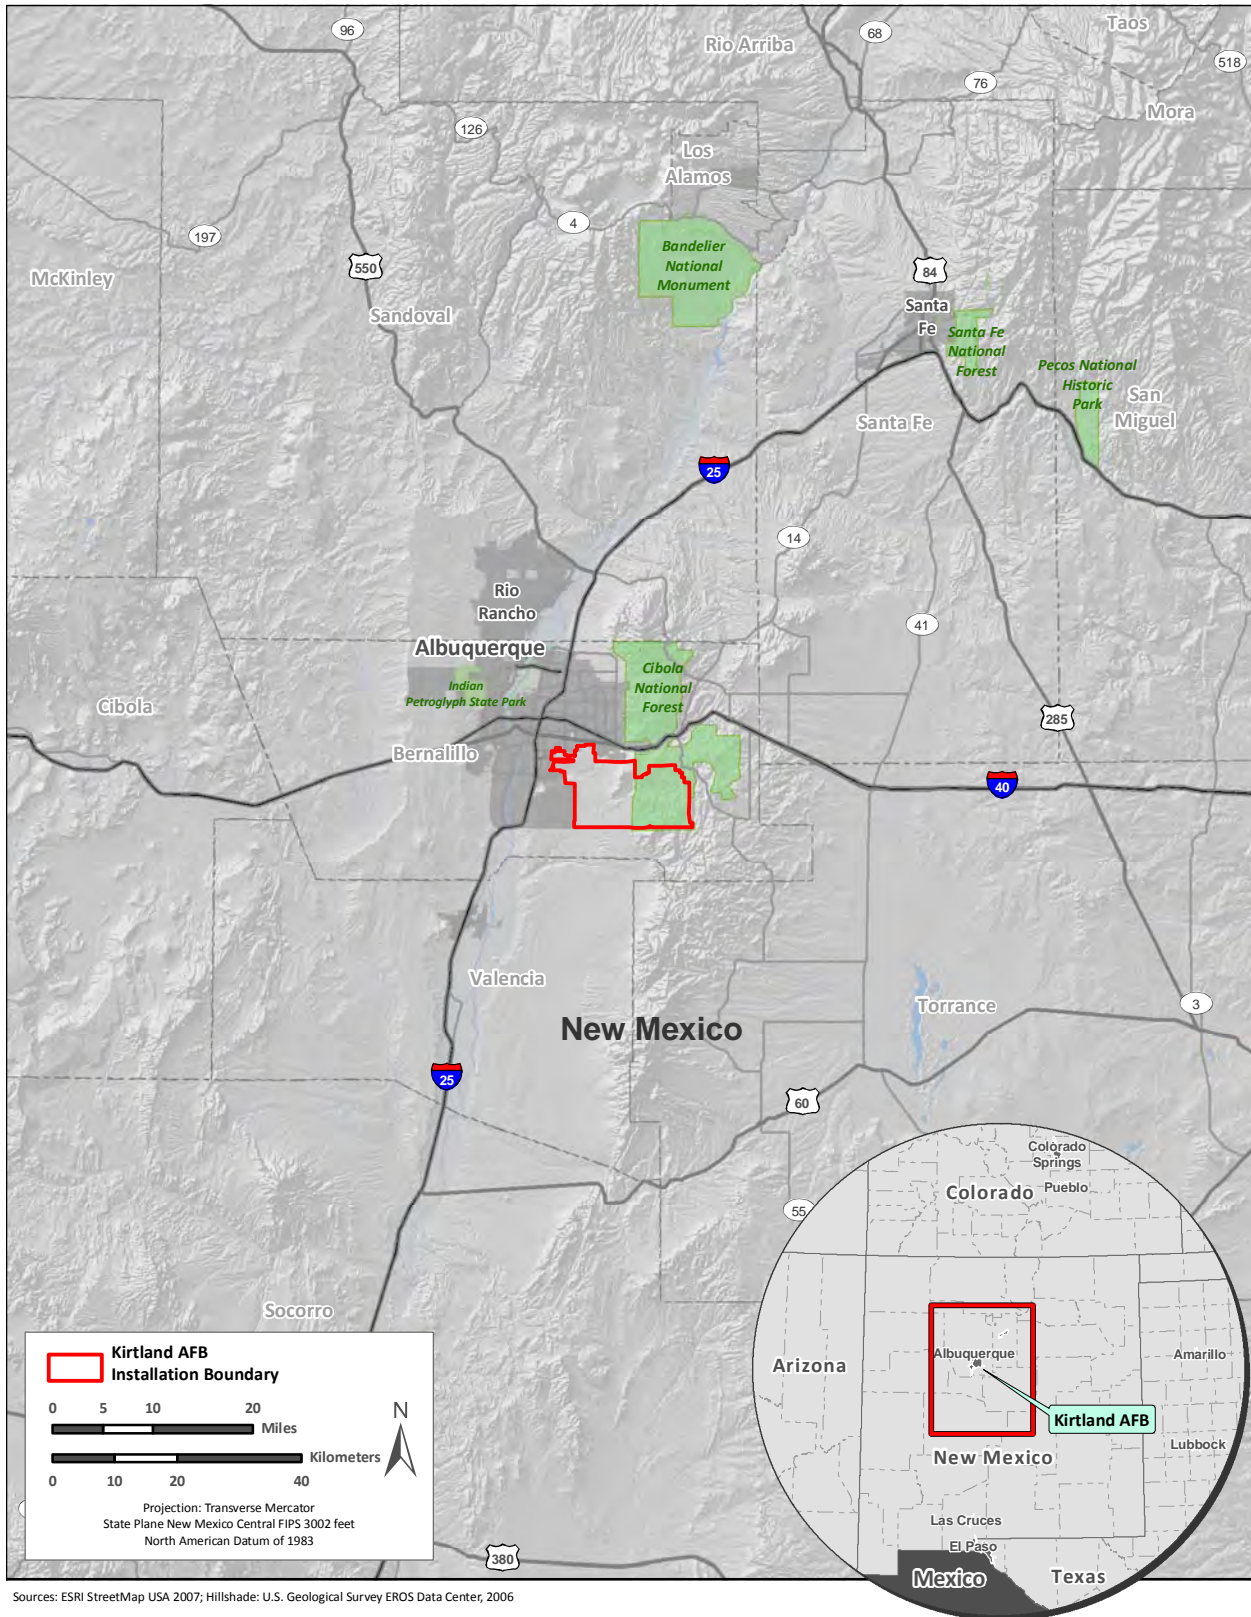 96
Rio Arriba
68
Taos
518
76
Mora
126
Los
Alamos
4
197
Bandelier
National
Monument
McKinley
550
84
Sandoval
Santa
Fe
Santa Fe
National
Forest
Pecos National
Historic
Park
San
Miguel
Santa Fe
25
14
Rio
Rancho
41
Albuquerque
Cibola
National
Forest
Indian
Petroglyph State Park
Cibola
285
Bernalillo
40
Valencia
New Mexico
Torrance
3
25
60
55
Socorro
380
Colorado
Springs
Colorado
Pueblo
Albuquerque
Amarillo
Arizona
Kirtland AFB
Lubbock
New Mexico
Las Cruces
El Paso
Mexico
Texas
Kirtland AFB
Installation Boundary
0 5 10 20
Miles
Kilometers
0 10 20 40
N
Projection: Transverse Mercator
State Plane New Mexico Central FIPS 3002 feet
North American Datum of 1983
Sources: ESRI StreetMap USA 2007; Hillshade: U.S. Geological Survey EROS Data Center, 2006